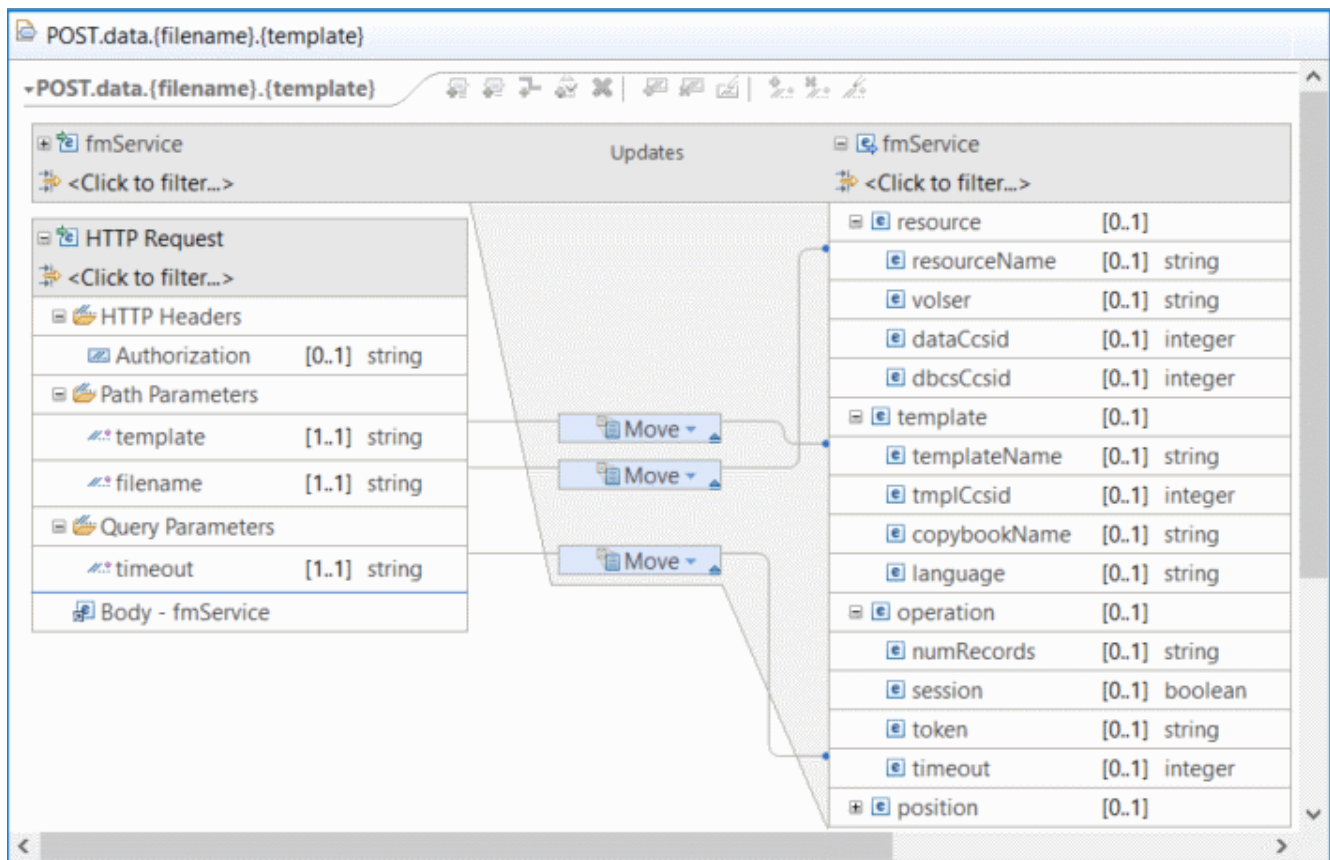 POST.data.{filename}.{template}
POST.data.{filename}.{template}
fmService
<Click to filter...>
HTTP Request
<Click to filter...>
HTTP Headers
Authorization [0..1] string
Path Parameters
template [1..1] string
filename [1..1] string
Query Parameters
timeout [1..1] string
Body - fmService
Updates
Move
Move
Move
fmService
<Click to filter...>
resource [0..1]
resourceName [0..1] string
volser [0..1] string
dataCcsid [0..1] integer
dbcsCcsid [0..1] integer
template [0..1]
templateName [0..1] string
tmplCcsid [0..1] integer
copybookName [0..1] string
language [0..1] string
operation [0..1]
numRecords [0..1] string
session [0..1] boolean
token [0..1] string
timeout [0..1] integer
position [0..1]